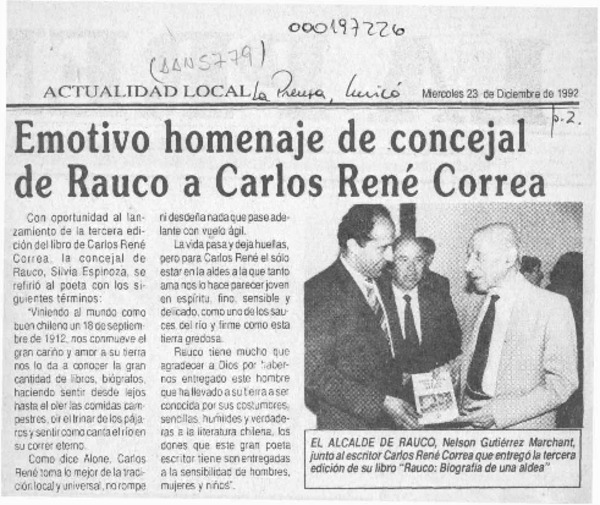 000197226
(AAN5779)
ACTUALIDAD LOCAL La Prensa, Curicó Miercoles 23 de Diciembre de 1992
p.2.
Emotivo homenaje de concejal
de Rauco a Carlos René Correa
Con oportunidad al lan-
zamiento de la tercera edi-
ción del libro de Carlos René
Correa, la concejal de
Rauco, Silvia Espinoza, se
refirió al poeta con los si-
guientes términos:
"Viniendo al mundo como
buen chileno un 18 de septiem-
bre de 1912, nos conmueve el
gran cariño y amor a su tierra
nos lo da a conocer la gran
cantidad de libros, biógrafos,
haciendo sentir desde lejos
hasta el oler las comidas cam-
pestres, oir el trinar de los pája-
ros y sentir como canta el río en
su correr eterno.
Como dice Alone, Carlos
René toma lo mejor de la tradi-
ción local y universal, no rompe
ni desdeña nada que pase ade-
lante con vuelo ágil.
La vida pasa y deja huellas,
pero para Carlos René el sólo
estar en la aldea a la que tanto
ama nos lo hace parecer joven
en espíritu, fino, sensible y
delicado, como uno de los sau-
ces del río y firme como esta
tierra gredosa.
Rauco tiene mucho que
agradecer a Dios por haber-
nos entregado este hombre
que ha llevado a su tierra a ser
conocida por sus costumbres,
sencillas, humildes y verdade-
ras a la literatura chilena, los
dones que este gran poeta
escritor tiene son entregadas
a la sensibilidad de hombres,
mujeres y niños".
EL ALCALDE DE RAUCO, Nelson Gutiérrez Marchant,
junto al escritor Carlos René Correa que entregó la tercera
edición de su libro "Rauco: Biografía de una aldea"